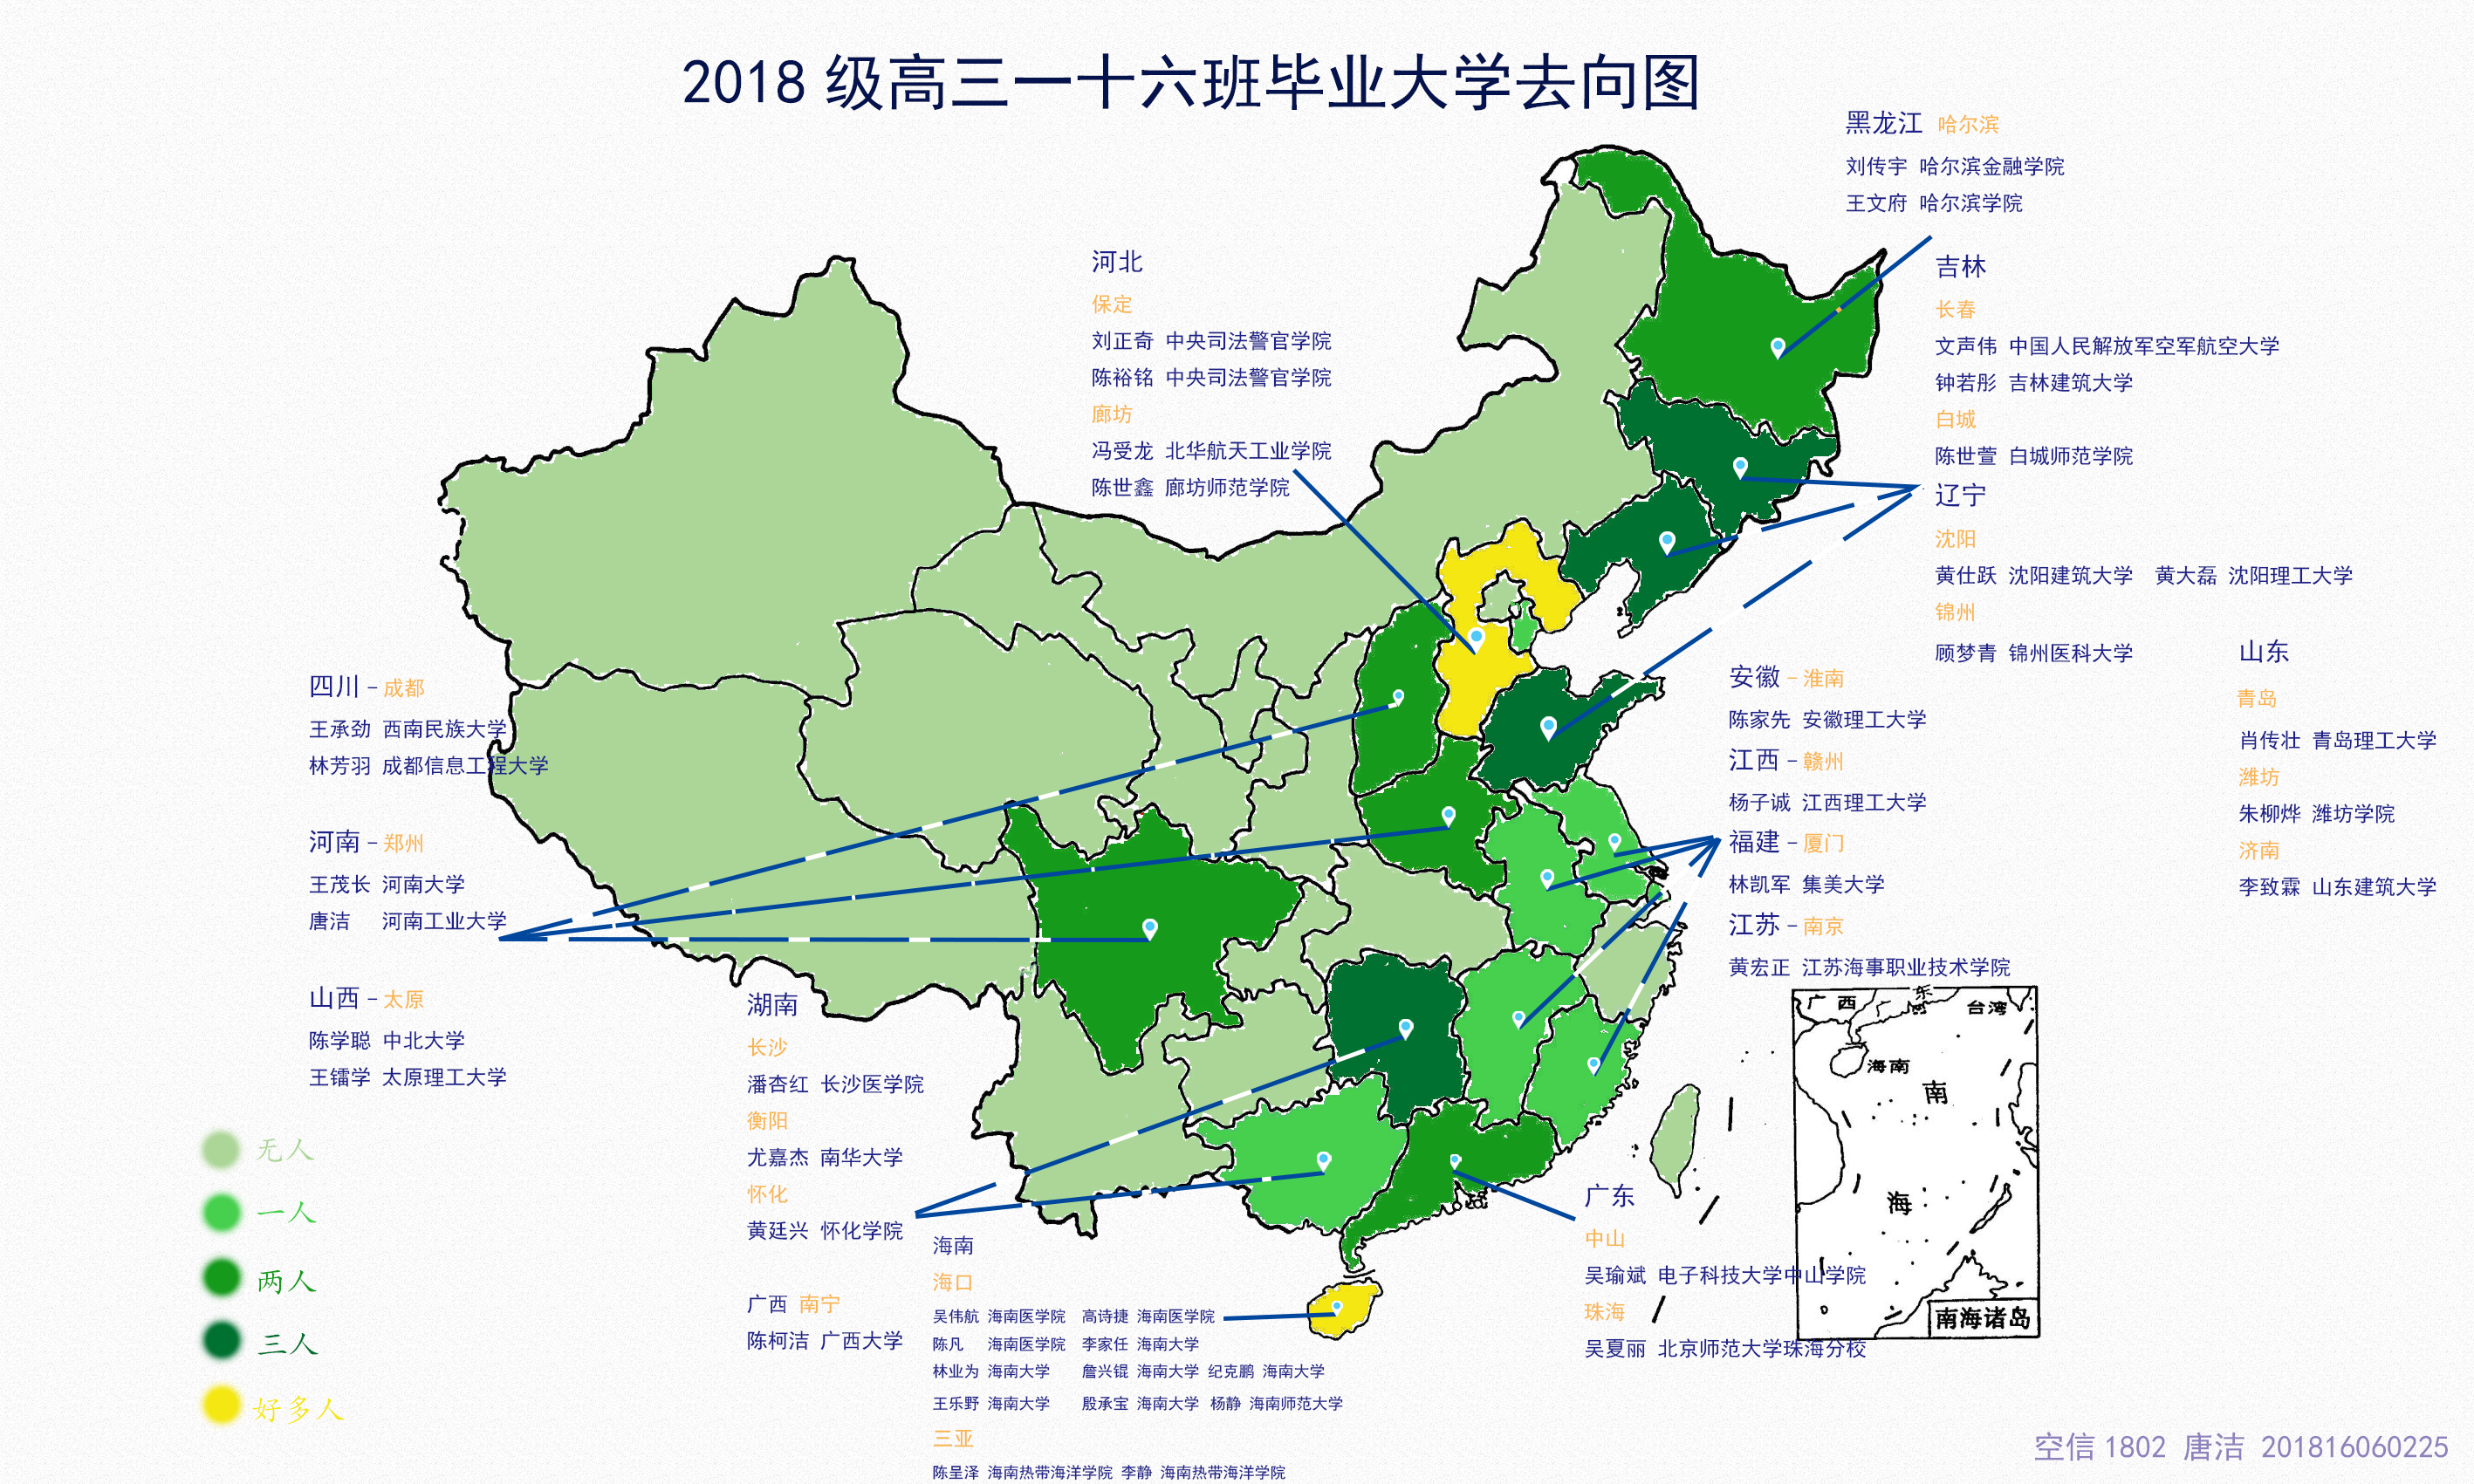 2018 级高三一十六班毕业大学去向图
黑龙江 哈尔滨
刘传宇 哈尔滨金融学院
王文府 哈尔滨学院
河北
保定
刘正奇 中央司法警官学院
陈裕铭 中央司法警官学院
廊坊
冯受龙 北华航天工业学院
陈世鑫 廊坊师范学院
吉林
长春
文声伟 中国人民解放军空军航空大学
钟若彤 吉林建筑大学
白城
陈世萱 白城师范学院
辽宁
沈阳
黄仕跃 沈阳建筑大学 黄大磊 沈阳理工大学
锦州
顾梦青 锦州医科大学
山东
青岛
肖传壮 青岛理工大学
潍坊
朱柳烨 潍坊学院
济南
李致霖 山东建筑大学
安徽 – 淮南
陈家先 安徽理工大学
江西 – 赣州
杨子诚 江西理工大学
福建 – 厦门
林凯军 集美大学
江苏 – 南京
黄宏正 江苏海事职业技术学院
四川 – 成都
王承劲 西南民族大学
林芳羽 成都信息工程大学
河南 – 郑州
王茂长 河南大学
唐洁 河南工业大学
山西 – 太原
陈学聪 中北大学
王镭学 太原理工大学
无人
一人
两人
三人
好多人
湖南
长沙
潘杏红 长沙医学院
衡阳
尤嘉杰 南华大学
怀化
黄廷兴 怀化学院
广西 南宁
陈柯洁 广西大学
海南
海口
吴伟航 海南医学院 高诗捷 海南医学院
陈凡 海南医学院 李家任 海南大学
林业为 海南大学 詹兴锟 海南大学 纪克鹏 海南大学
王乐野 海南大学 殷承宝 海南大学 杨静 海南师范大学
三亚
陈呈泽 海南热带海洋学院 李静 海南热带海洋学院
广东
中山
吴瑜斌 电子科技大学中山学院
珠海
吴夏丽 北京师范大学珠海分校
广西 东 台湾
海南
南
海
南海诸岛
空信 1802 唐洁 201816060225